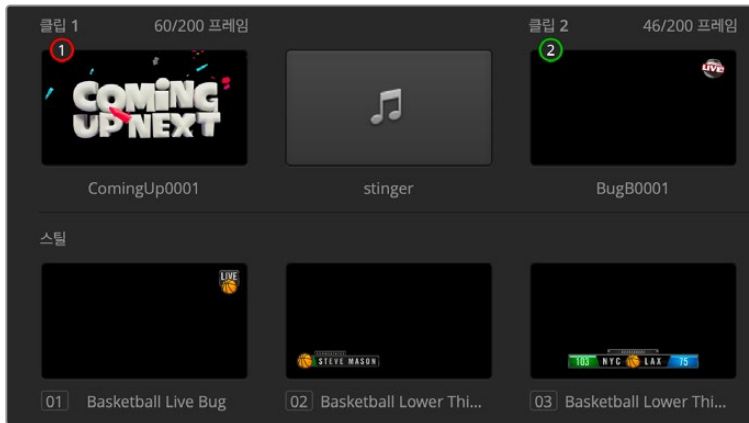 클립 1 60/200 프레임 클립 2 46/200 프레임
1 2
COMING
UP NEXT
LIVE
ComingUp0001 stinger BugB0001
스틸
LIVE
STEVE MASON
103 NYC LAX 75
01 Basketball Live Bug 02 Basketball Lower Thi... 03 Basketball Lower Thi...